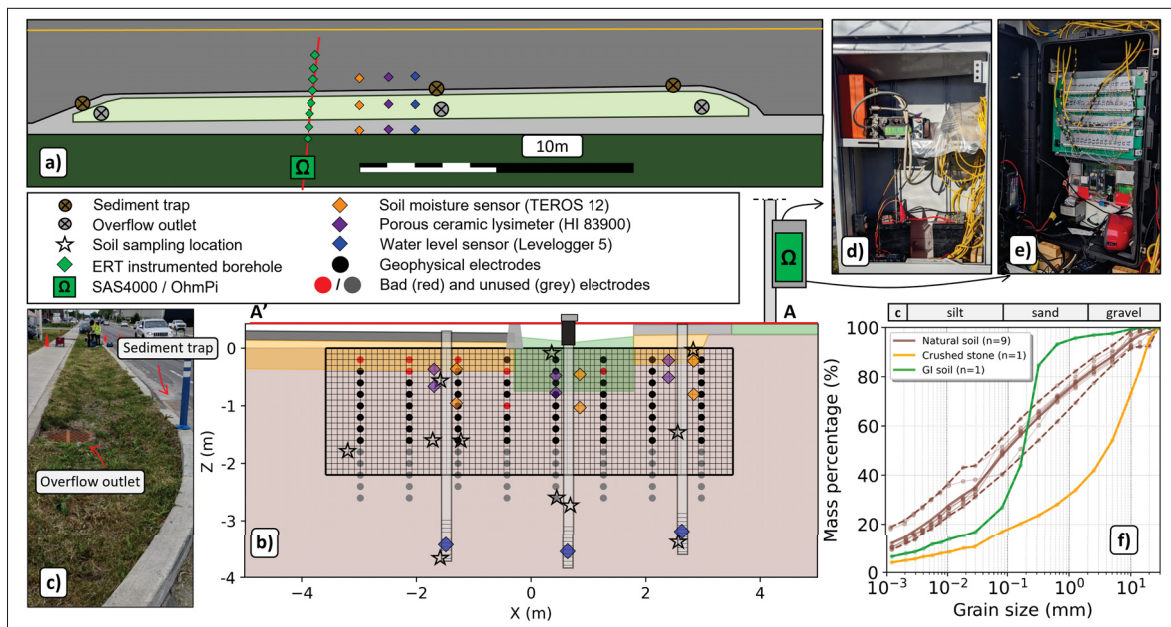 a)
Ω
10m
Sediment trap
Overflow outlet
Soil sampling location
ERT instrumented borehole
Ω SAS4000 / OhmPi
Soil moisture sensor (TEROS 12)
Porous ceramic lysimeter (HI 83900)
Water level sensor (Levelogger 5)
Geophysical electrodes
/ Bad (red) and unused (grey) electrodes
Ω
d)
e)
Sediment trap
Overflow outlet
c)
A’
A
0
-1
-2
-3
-4
Z (m)
b)
−4
−2
0
2
4
X (m)
c silt sand gravel
100
80
60
40
20
0
Mass percentage (%)
Natural soil (n=9)
Crushed stone (n=1)
GI soil (n=1)
f)
10⁻³ 10⁻² 10⁻¹ 10⁰ 10¹
Grain size (mm)